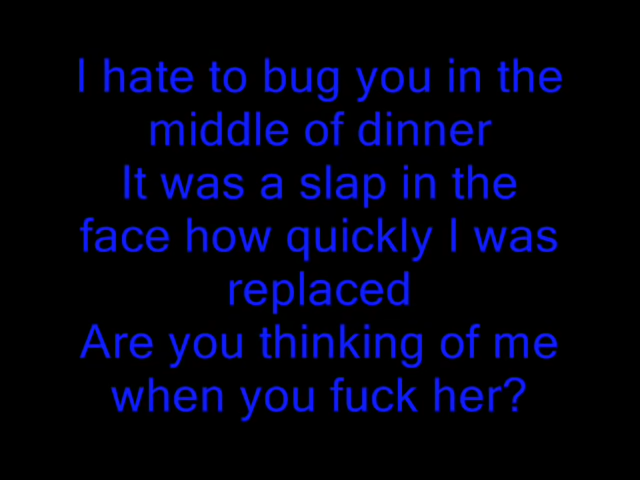 I hate to bug you in the
middle of dinner
It was a slap in the
face how quickly I was
replaced
Are you thinking of me
when you fuck her?